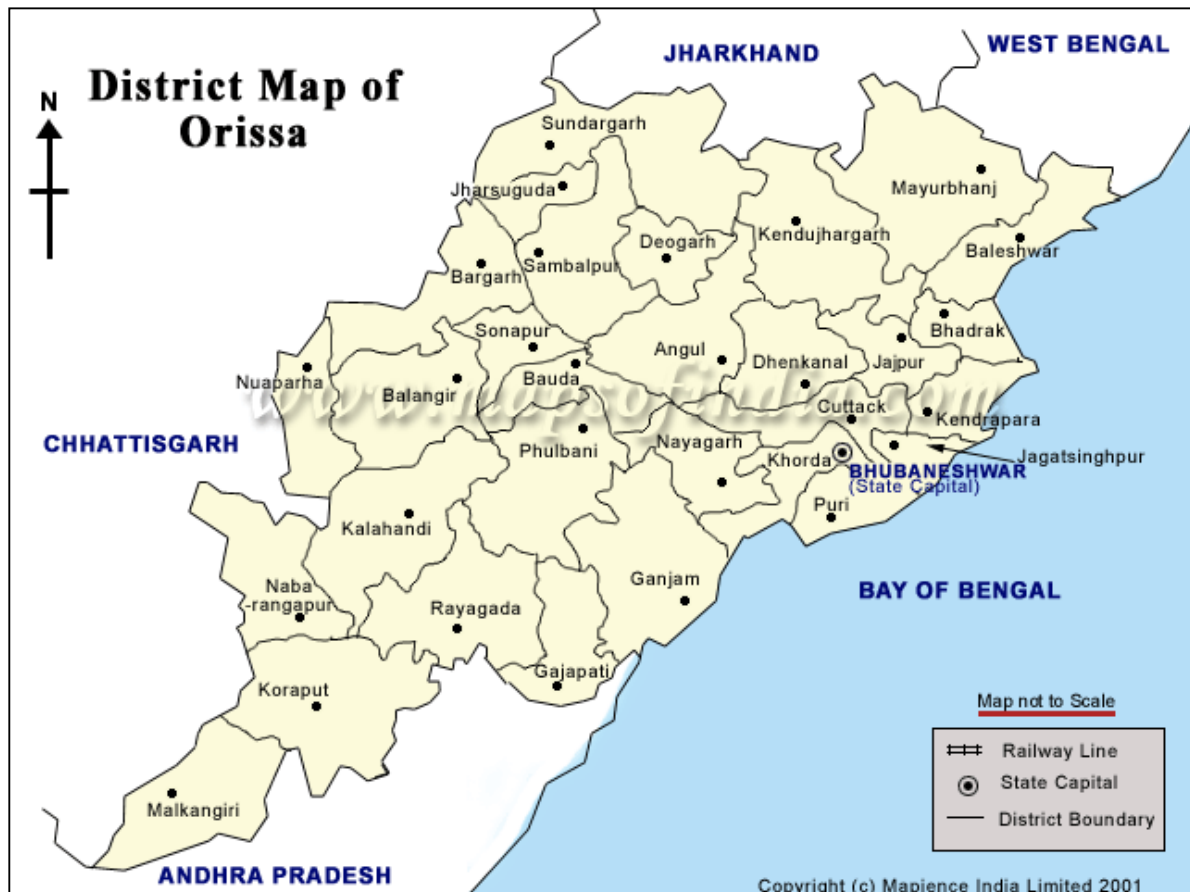 JHARKHAND
WEST BENGAL
District Map of
Orissa
N
Sundargarh
Jharsuguda
Mayurbhanj
Kendujhargarh
Deogarh
Baleshwar
Bargarh
Sambalpur
Sonapur
Bhadrak
Angul
Dhenkanal
Jajpur
Nuaparha
Bauda
Balangir
www.mapsofindia.com
Cuttack
Kendrapara
CHHATTISGARH
Phulbani
Nayagarh
Khorda
Jagatsinghpur
BHUBANESHWAR
(State Capital)
Puri
Kalahandi
Ganjam
BAY OF BENGAL
Naba
-rangapur
Rayagada
Gajapati
Koraput
Map not to Scale
Railway Line
State Capital
District Boundary
Malkangiri
ANDHRA PRADESH
Copyright (c) Mapience India Limited 2001